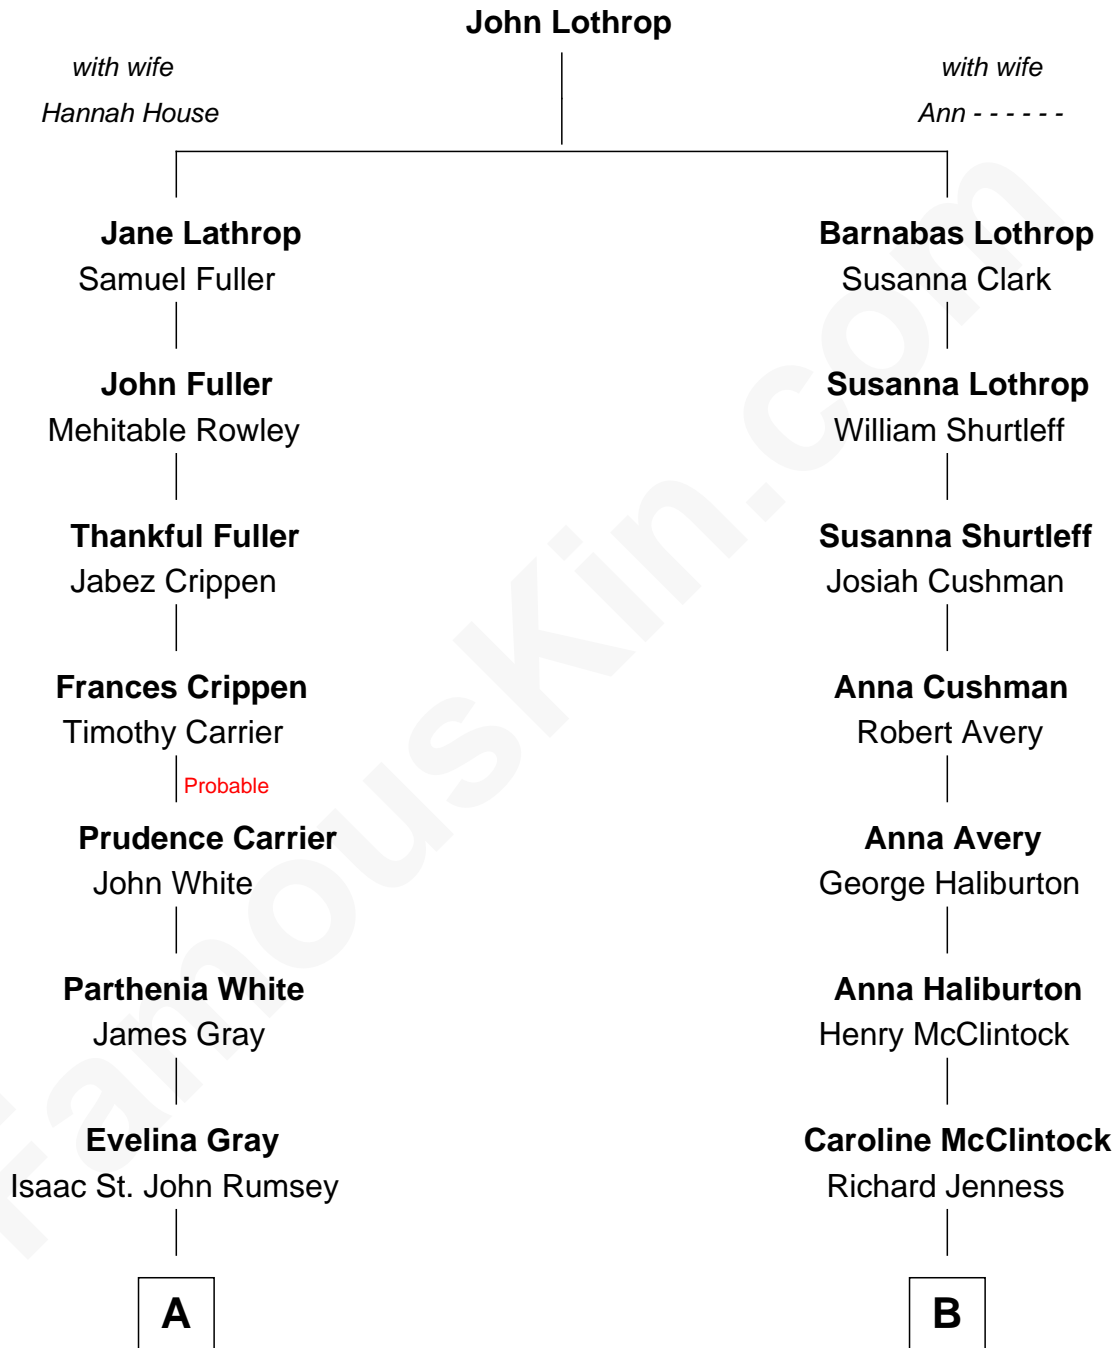 John Lothrop
with wife
Hannah House
with wife
Ann - - - - - -
Jane Lathrop
Samuel Fuller
Barnabas Lothrop
Susanna Clark
John Fuller
Mehitable Rowley
Susanna Lothrop
William Shurtleff
Thankful Fuller
Jabez Crippen
Susanna Shurtleff
Josiah Cushman
Frances Crippen
Timothy Carrier
Anna Cushman
Robert Avery
Probable
Prudence Carrier
John White
Anna Avery
George Haliburton
Parthenia White
James Gray
Anna Haliburton
Henry McClintock
Evelina Gray
Isaac St. John Rumsey
Caroline McClintock
Richard Jenness
A
B
FamousKin.com